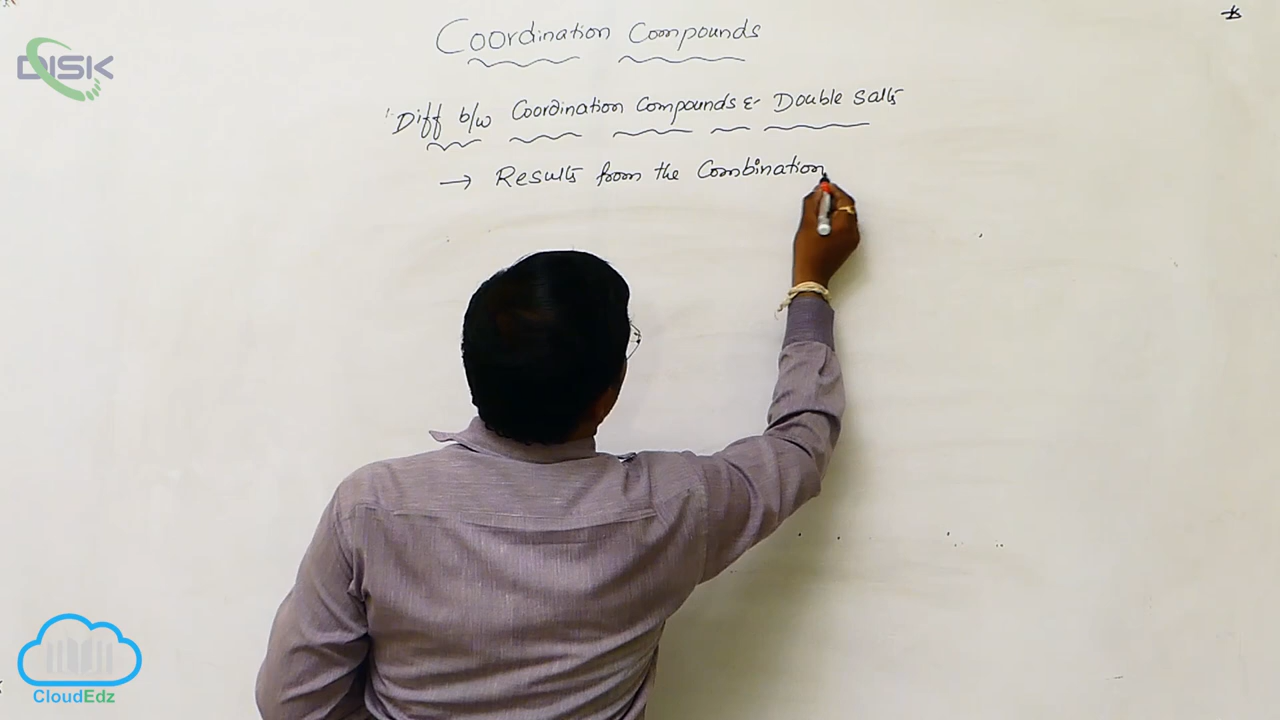 Coordination Compounds
DISK
Diff b/w Coordination Compounds & Double Salts
→ Results from the Combination
CloudEdz